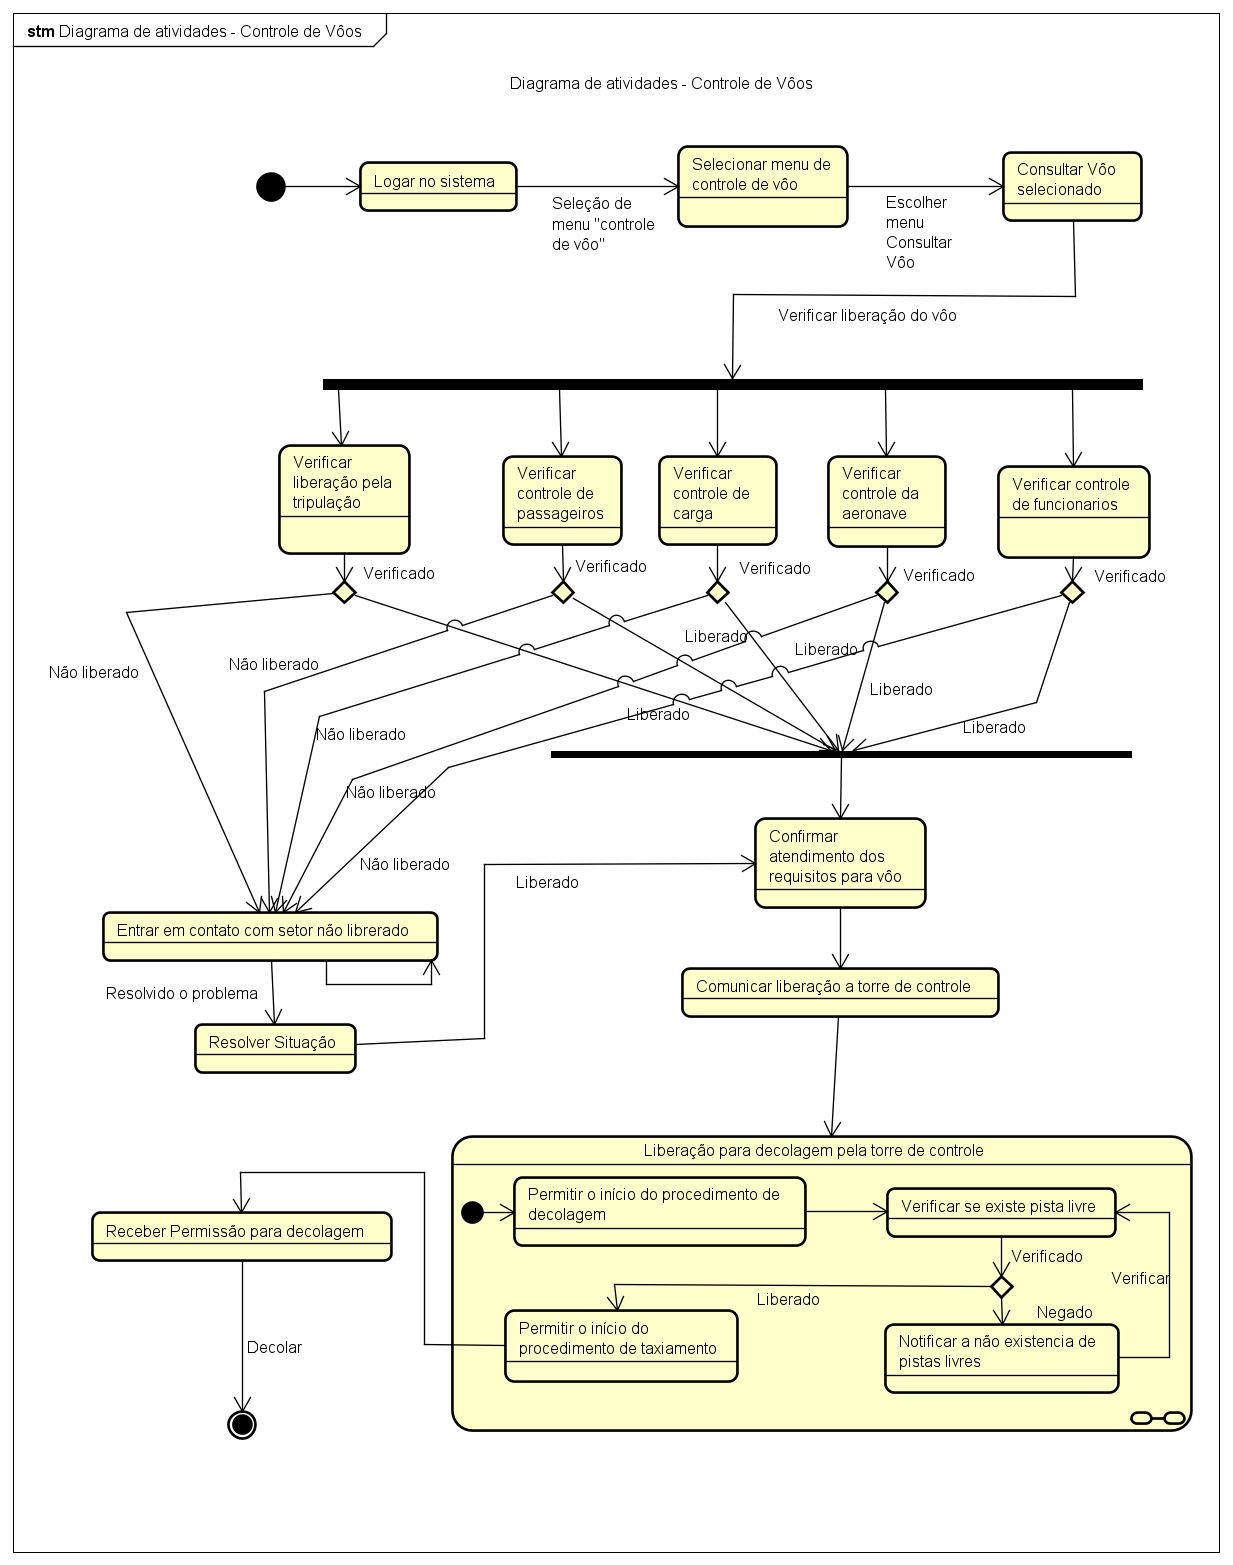 stm Diagrama de atividades - Controle de Vôos
Diagrama de atividades - Controle de Vôos
Logar no sistema
Seleção de
menu "controle
de vôo"
Selecionar menu de
controle de vôo
Escolher
menu
Consultar
Vôo
Consultar Vôo
selecionado
Verificar liberação do vôo
Verificar
liberação pela
tripulação
Verificar
controle de
passageiros
Verificar
controle de
carga
Verificar
controle da
aeronave
Verificar controle
de funcionarios
Verificado
Verificado
Verificado
Verificado
Verificado
Não liberado
Não liberado
Não liberado
Não liberado
Não liberado
Liberado
Liberado
Liberado
Liberado
Liberado
Confirmar
atendimento dos
requisitos para vôo
Liberado
Entrar em contato com setor não librerado
Resolvido o problema
Resolver Situação
Comunicar liberação a torre de controle
Liberação para decolagem pela torre de controle
Permitir o início do procedimento de
decolagem
Verificar se existe pista livre
Verificado
Verificar
Liberado
Negado
Permitir o início do
procedimento de taxiamento
Notificar a não existencia de
pistas livres
Receber Permissão para decolagem
Decolar